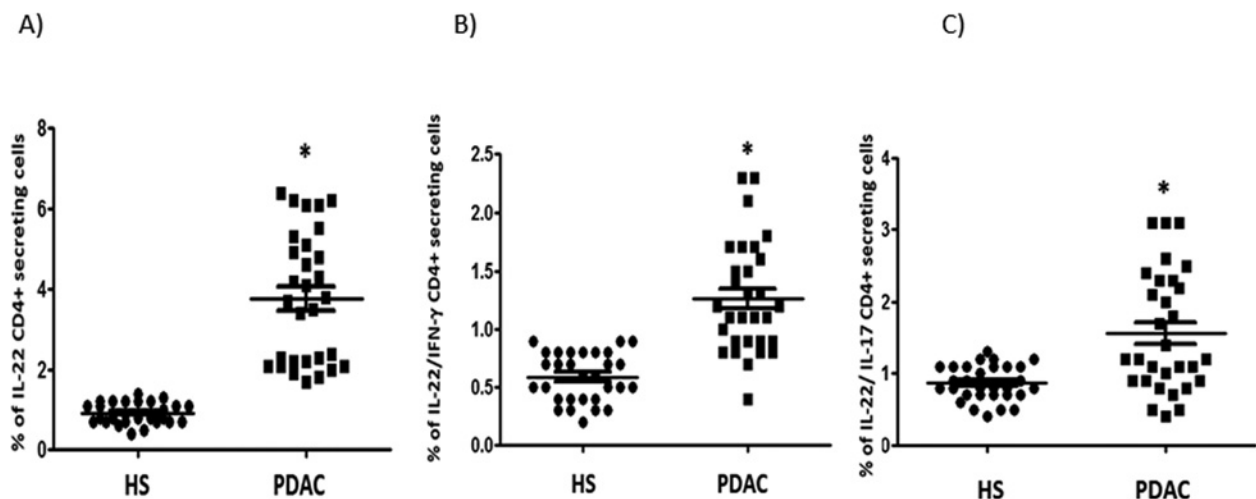 A)
% of IL-22 CD4+ secreting cells
8
6
4
2
0
*
HS
PDAC
B)
% of IL-22/IFN-γ CD4+ secreting cells
2.5
2.0
1.5
1.0
0.5
0.0
*
HS
PDAC
C)
% of IL-22/ IL-17 CD4+ secreting cells
4
3
2
1
0
*
HS
PDAC